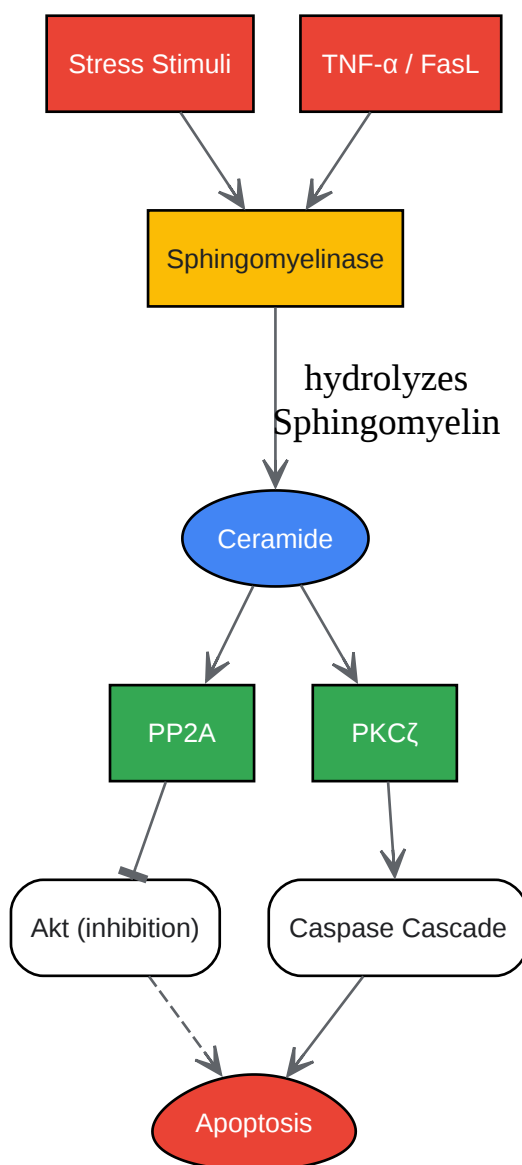 Stress Stimuli
TNF-α / FasL
Sphingomyelinase
hydrolyzes
Sphingomyelin
Ceramide
PP2A
PKCζ
Akt (inhibition)
Caspase Cascade
Apoptosis